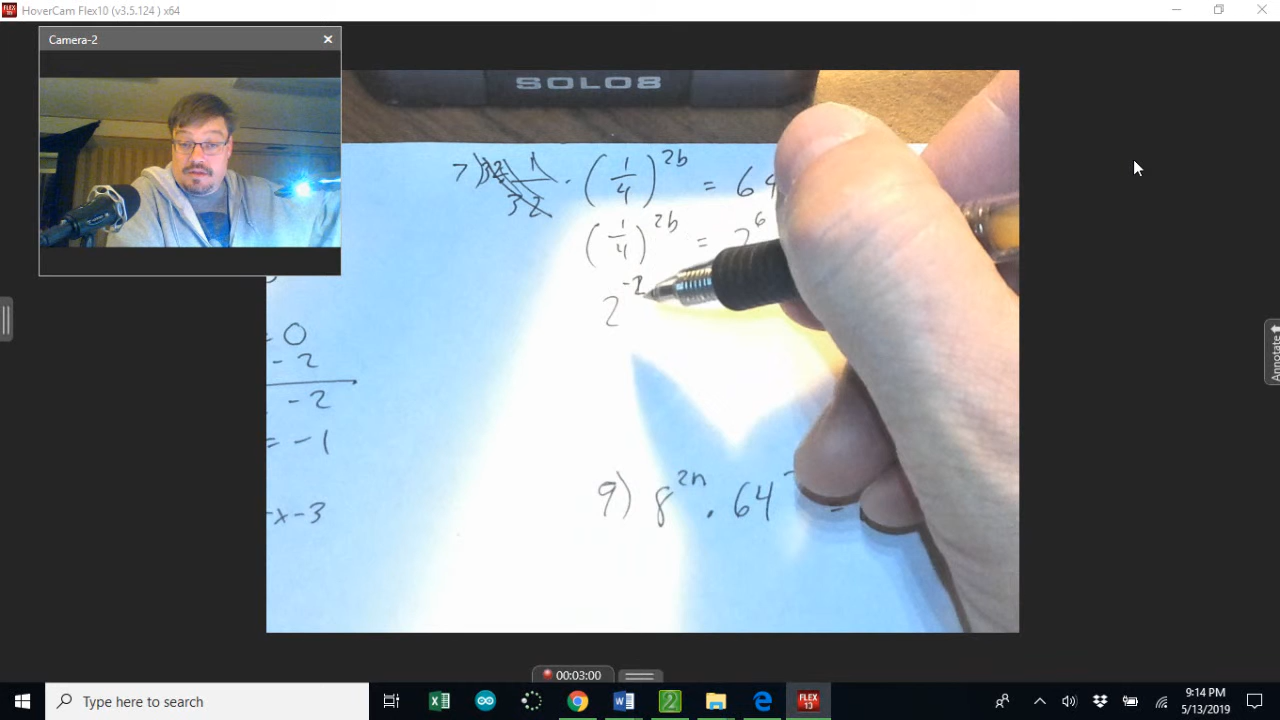 HoverCam Flex10 (v3.5.124 ) x64
Camera-2
SOLO8
7) · (1/4)^2b = 64
(1/4)^2b = 2^6
2^-2
= 0
- 2
- 2
= -1
-x-3
9) 8^2n . 64^- =
Annotate
00:03:00
Type here to search
FLEX 10
9:14 PM
5/13/2019